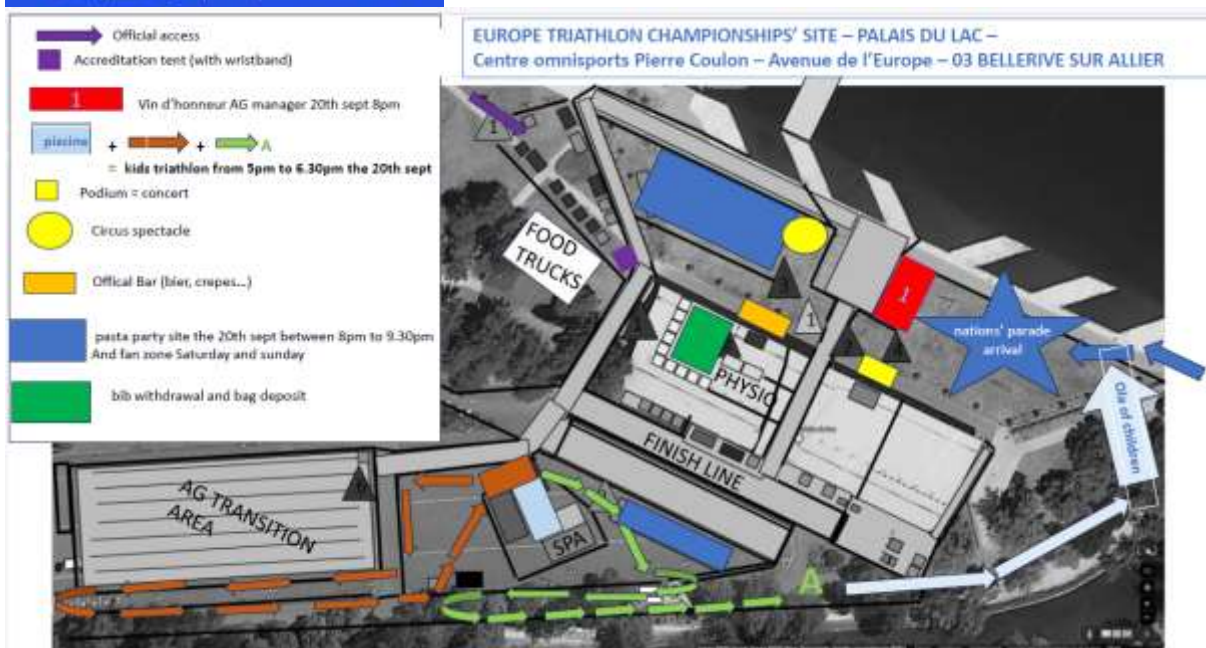 Official access
Accreditation tent (with wristband)
1 Vin d'honneur AG manager 20th sept 8pm
piscine + + A
= kids triathlon from 5pm to 6.30pm the 20th sept
Podium = concert
Circus spectacle
Offical Bar (bier, crepes...)
pasta party site the 20th sept between 8pm to 9.30pm
And fan zone Saturday and sunday
bib withdrawal and bag deposit
EUROPE TRIATHLON CHAMPIONSHIPS' SITE – PALAIS DU LAC –
Centre omnisports Pierre Coulon – Avenue de l'Europe – 03 BELLERIVE SUR ALLIER
1
FOOD
TRUCKS
1
1
nations' parade
arrival
Ola of children
PHYSIO
FINISH LINE
AG TRANSITION
AREA
SPA
A